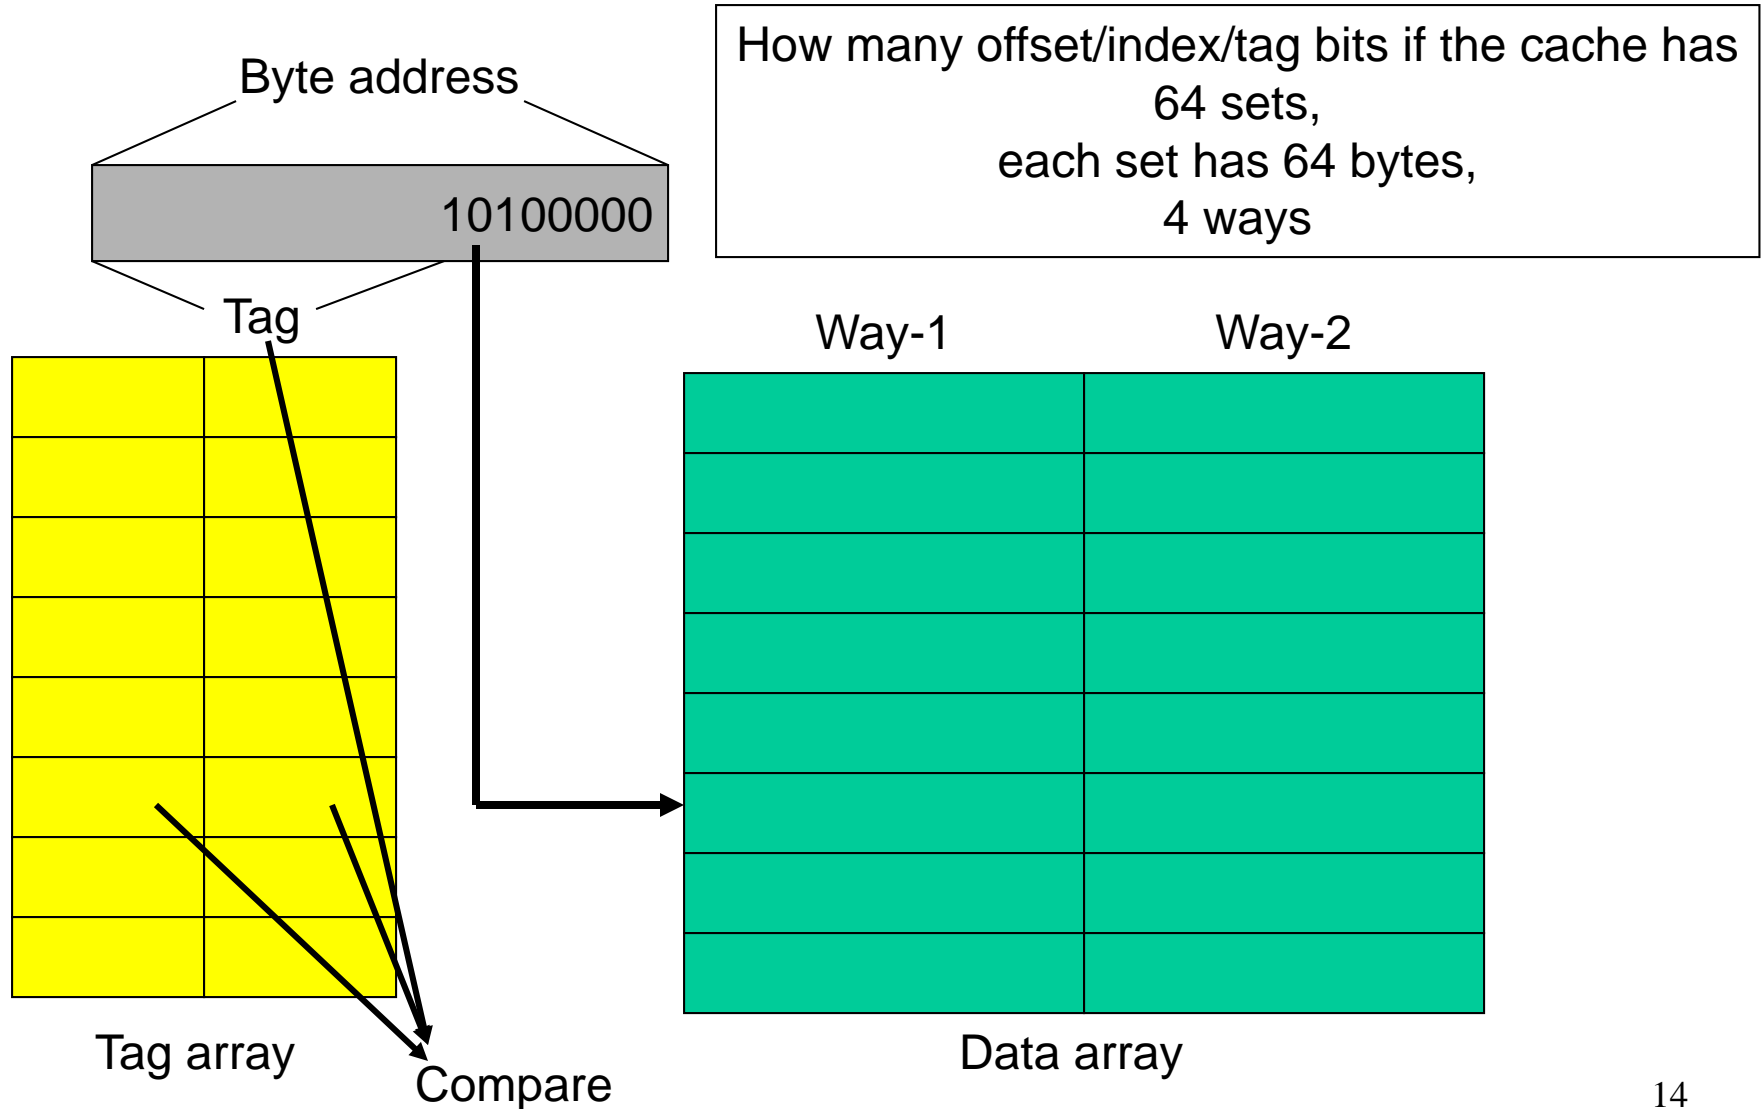 How many offset/index/tag bits if the cache has
64 sets,
each set has 64 bytes,
4 ways
Byte address
10100000
Tag
Way-1
Way-2
Tag array
Data array
Compare
14